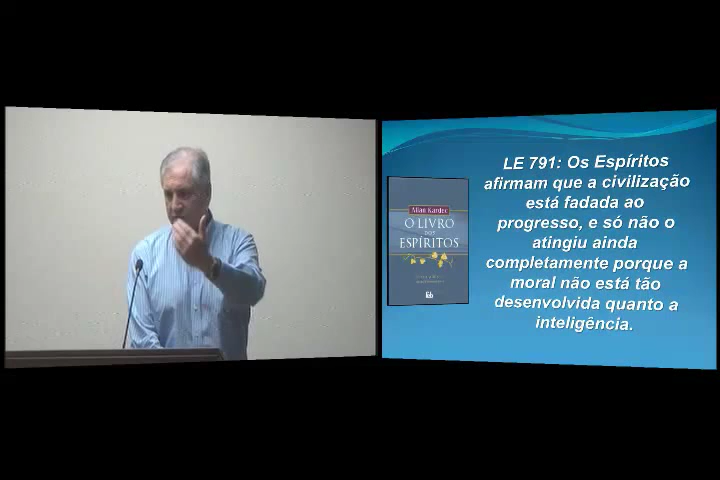 LE 791: Os Espíritos
afirmam que a civilização
está fadada ao
progresso, e só não o
atingiu ainda
completamente porque a
moral não está tão
desenvolvida quanto a
inteligência.
Allan Kardec
O LIVRO
DOS
ESPÍRITOS
feb